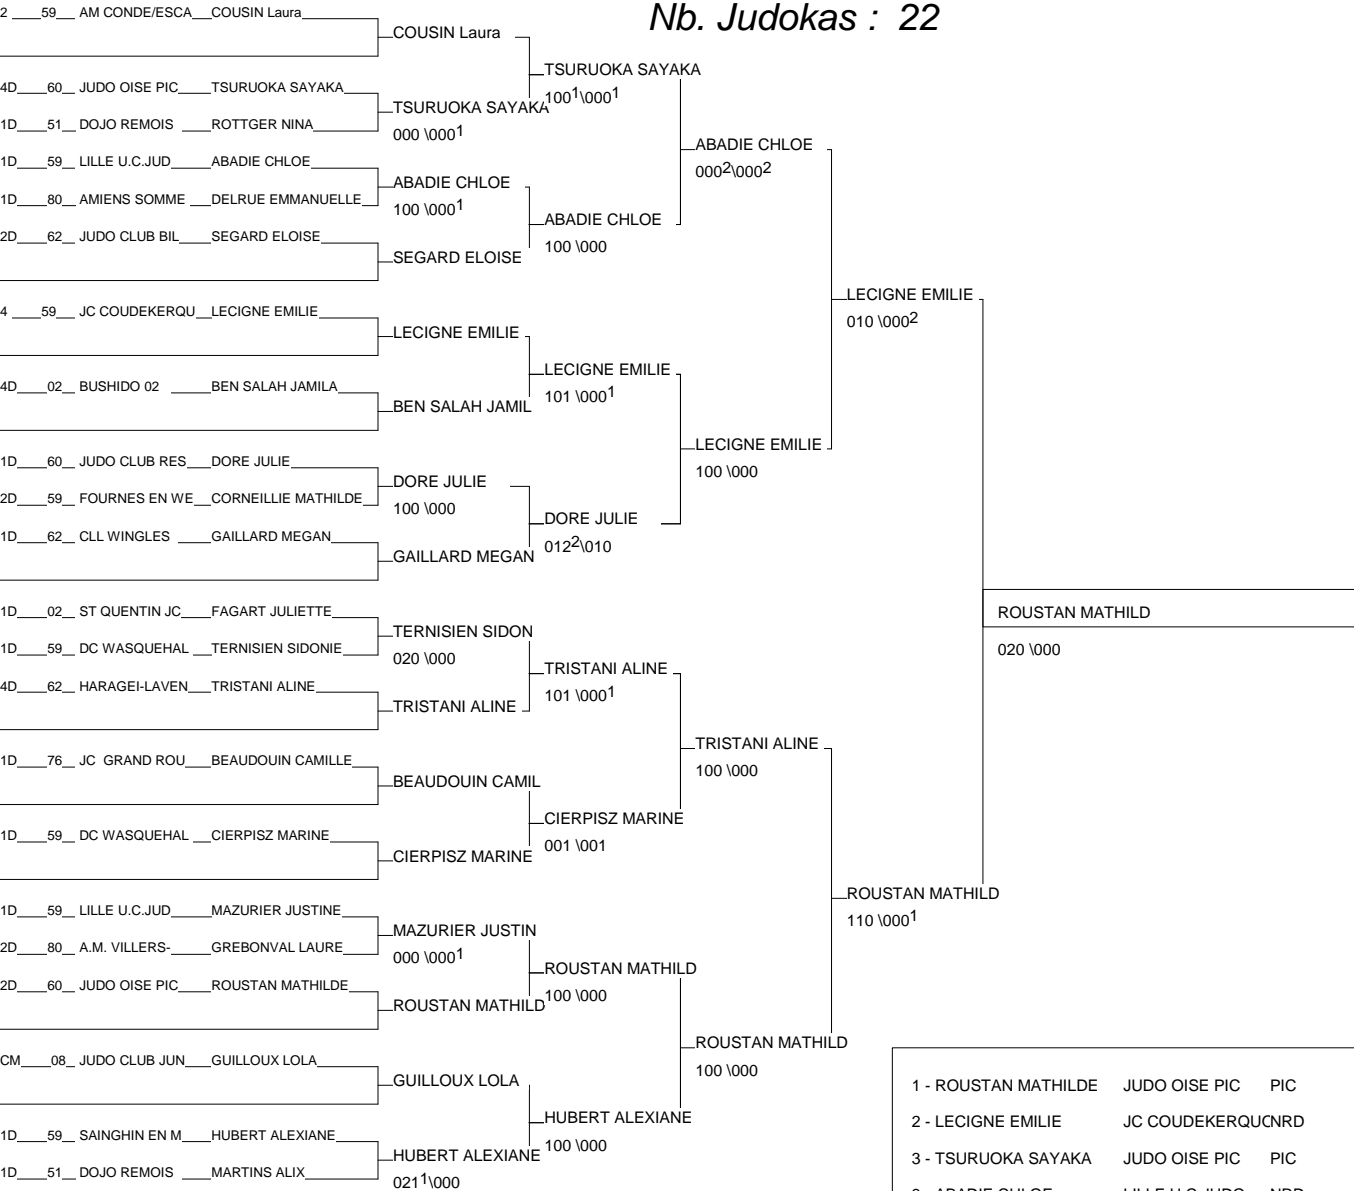 Nb. Judokas : 22
2 59 AM CONDE/ESCA COUSIN Laura
4D 60 JUDO OISE PIC TSURUOKA SAYAKA
1D 51 DOJO REMOIS ROTTGER NINA
1D 59 LILLE U.C.JUD ABADIE CHLOE
1D 80 AMIENS SOMME DELRUE EMMANUELLE
2D 62 JUDO CLUB BIL SEGARD ELOISE
4 59 JC COUDEKERQU LECIGNE EMILIE
4D 02 BUSHIDO 02 BEN SALAH JAMILA
1D 60 JUDO CLUB RES DORE JULIE
2D 59 FOURNES EN WE CORNEILLIE MATHILDE
1D 62 CLL WINGLES GAILLARD MEGAN
1D 02 ST QUENTIN JC FAGART JULIETTE
1D 59 DC WASQUEHAL TERNISIEN SIDONIE
4D 62 HARAGEI-LAVEN TRISTANI ALINE
1D 76 JC GRAND ROU BEAUDOUIN CAMILLE
1D 59 DC WASQUEHAL CIERPISZ MARINE
1D 59 LILLE U.C.JUD MAZURIER JUSTINE
2D 80 A.M. VILLERS- GREBONVAL LAURE
2D 60 JUDO OISE PIC ROUSTAN MATHILDE
CM 08 JUDO CLUB JUN GUILLOUX LOLA
1D 59 SAINGHIN EN M HUBERT ALEXIANE
1D 51 DOJO REMOIS MARTINS ALIX
COUSIN Laura
TSURUOKA SAYAKA
000 \000¹
ABADIE CHLOE
100 \000¹
SEGARD ELOISE
LECIGNE EMILIE
BEN SALAH JAMIL
DORE JULIE
100 \000
GAILLARD MEGAN
TERNISIEN SIDON
020 \000
TRISTANI ALINE
BEAUDOUIN CAMIL
CIERPISZ MARINE
MAZURIER JUSTIN
000 \000¹
ROUSTAN MATHILD
GUILLOUX LOLA
HUBERT ALEXIANE
021¹\000
TSURUOKA SAYAKA
100¹\000¹
ABADIE CHLOE
100 \000
LECIGNE EMILIE
101 \000¹
DORE JULIE
012²\010
TRISTANI ALINE
101 \000¹
CIERPISZ MARINE
001 \001
ROUSTAN MATHILD
100 \000
HUBERT ALEXIANE
100 \000
ABADIE CHLOE
000²\000²
LECIGNE EMILIE
100 \000
TRISTANI ALINE
100 \000
ROUSTAN MATHILD
100 \000
LECIGNE EMILIE
010 \000²
ROUSTAN MATHILD
110 \000¹
ROUSTAN MATHILD
020 \000
1 - ROUSTAN MATHILDE JUDO OISE PIC PIC
2 - LECIGNE EMILIE JC COUDEKERQUCNRD
3 - TSURUOKA SAYAKA JUDO OISE PIC PIC